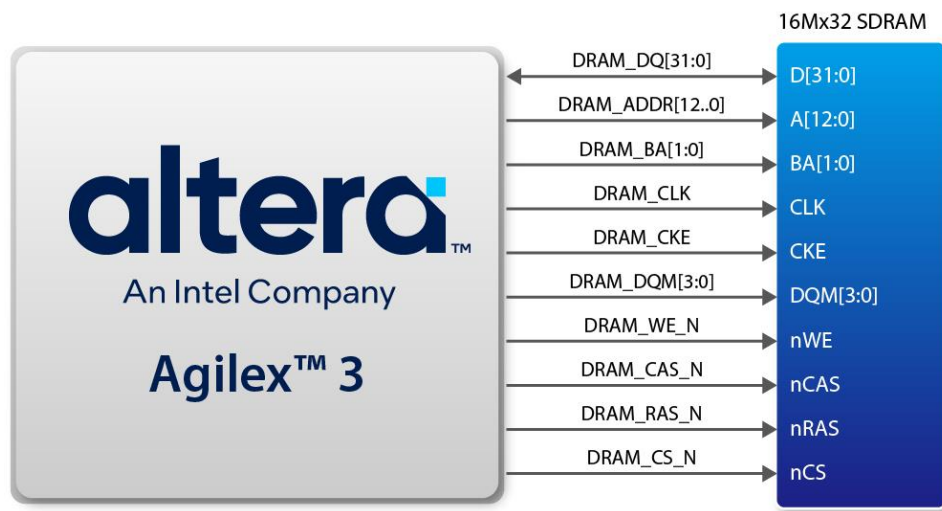 16Mx32 SDRAM
DRAM_DQ[31:0]
D[31:0]
DRAM_ADDR[12..0]
A[12:0]
DRAM_BA[1:0]
BA[1:0]
DRAM_CLK
CLK
DRAM_CKE
CKE
DRAM_DQM[3:0]
DQM[3:0]
DRAM_WE_N
nWE
DRAM_CAS_N
nCAS
DRAM_RAS_N
nRAS
DRAM_CS_N
nCS
altera™
An Intel Company
Agilex™ 3